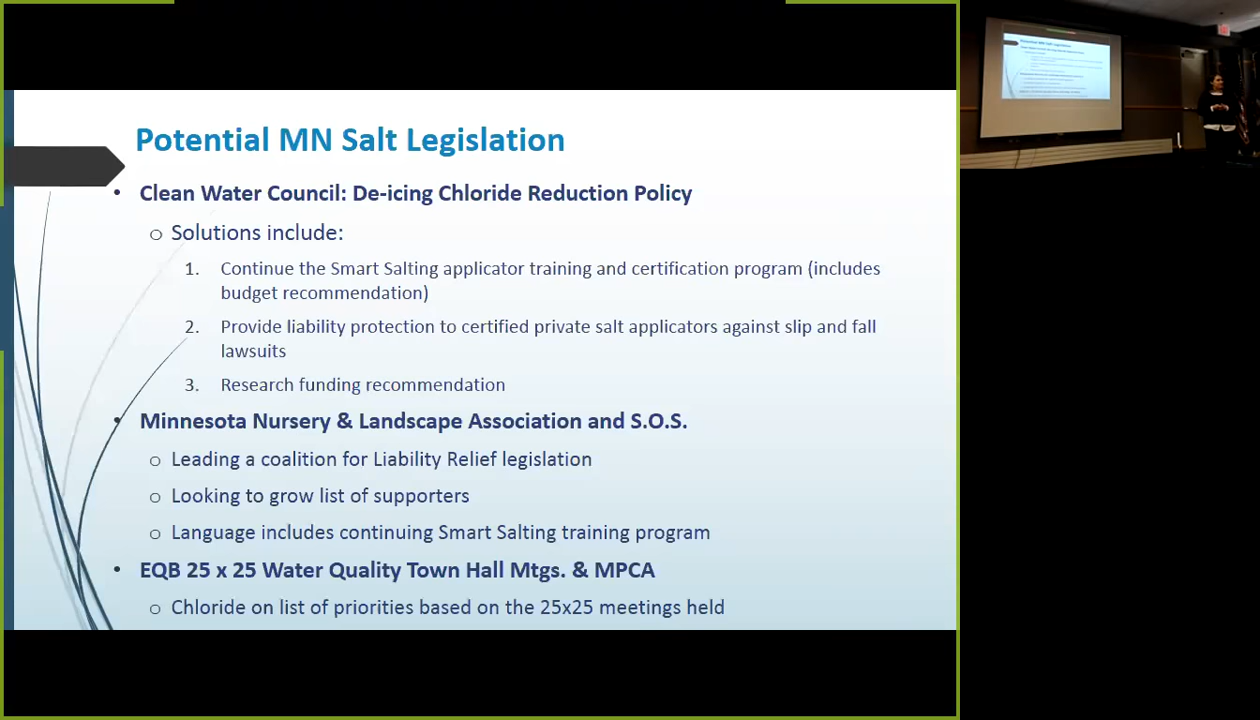 Potential MN Salt Legislation
• Clean Water Council: De-icing Chloride Reduction Policy
o Solutions include:
1. Continue the Smart Salting applicator training and certification program (includes
budget recommendation)
2. Provide liability protection to certified private salt applicators against slip and fall
lawsuits
3. Research funding recommendation
• Minnesota Nursery & Landscape Association and S.O.S.
o Leading a coalition for Liability Relief legislation
o Looking to grow list of supporters
o Language includes continuing Smart Salting training program
• EQB 25 x 25 Water Quality Town Hall Mtgs. & MPCA
o Chloride on list of priorities based on the 25x25 meetings held
Potential MN Salt Legislation